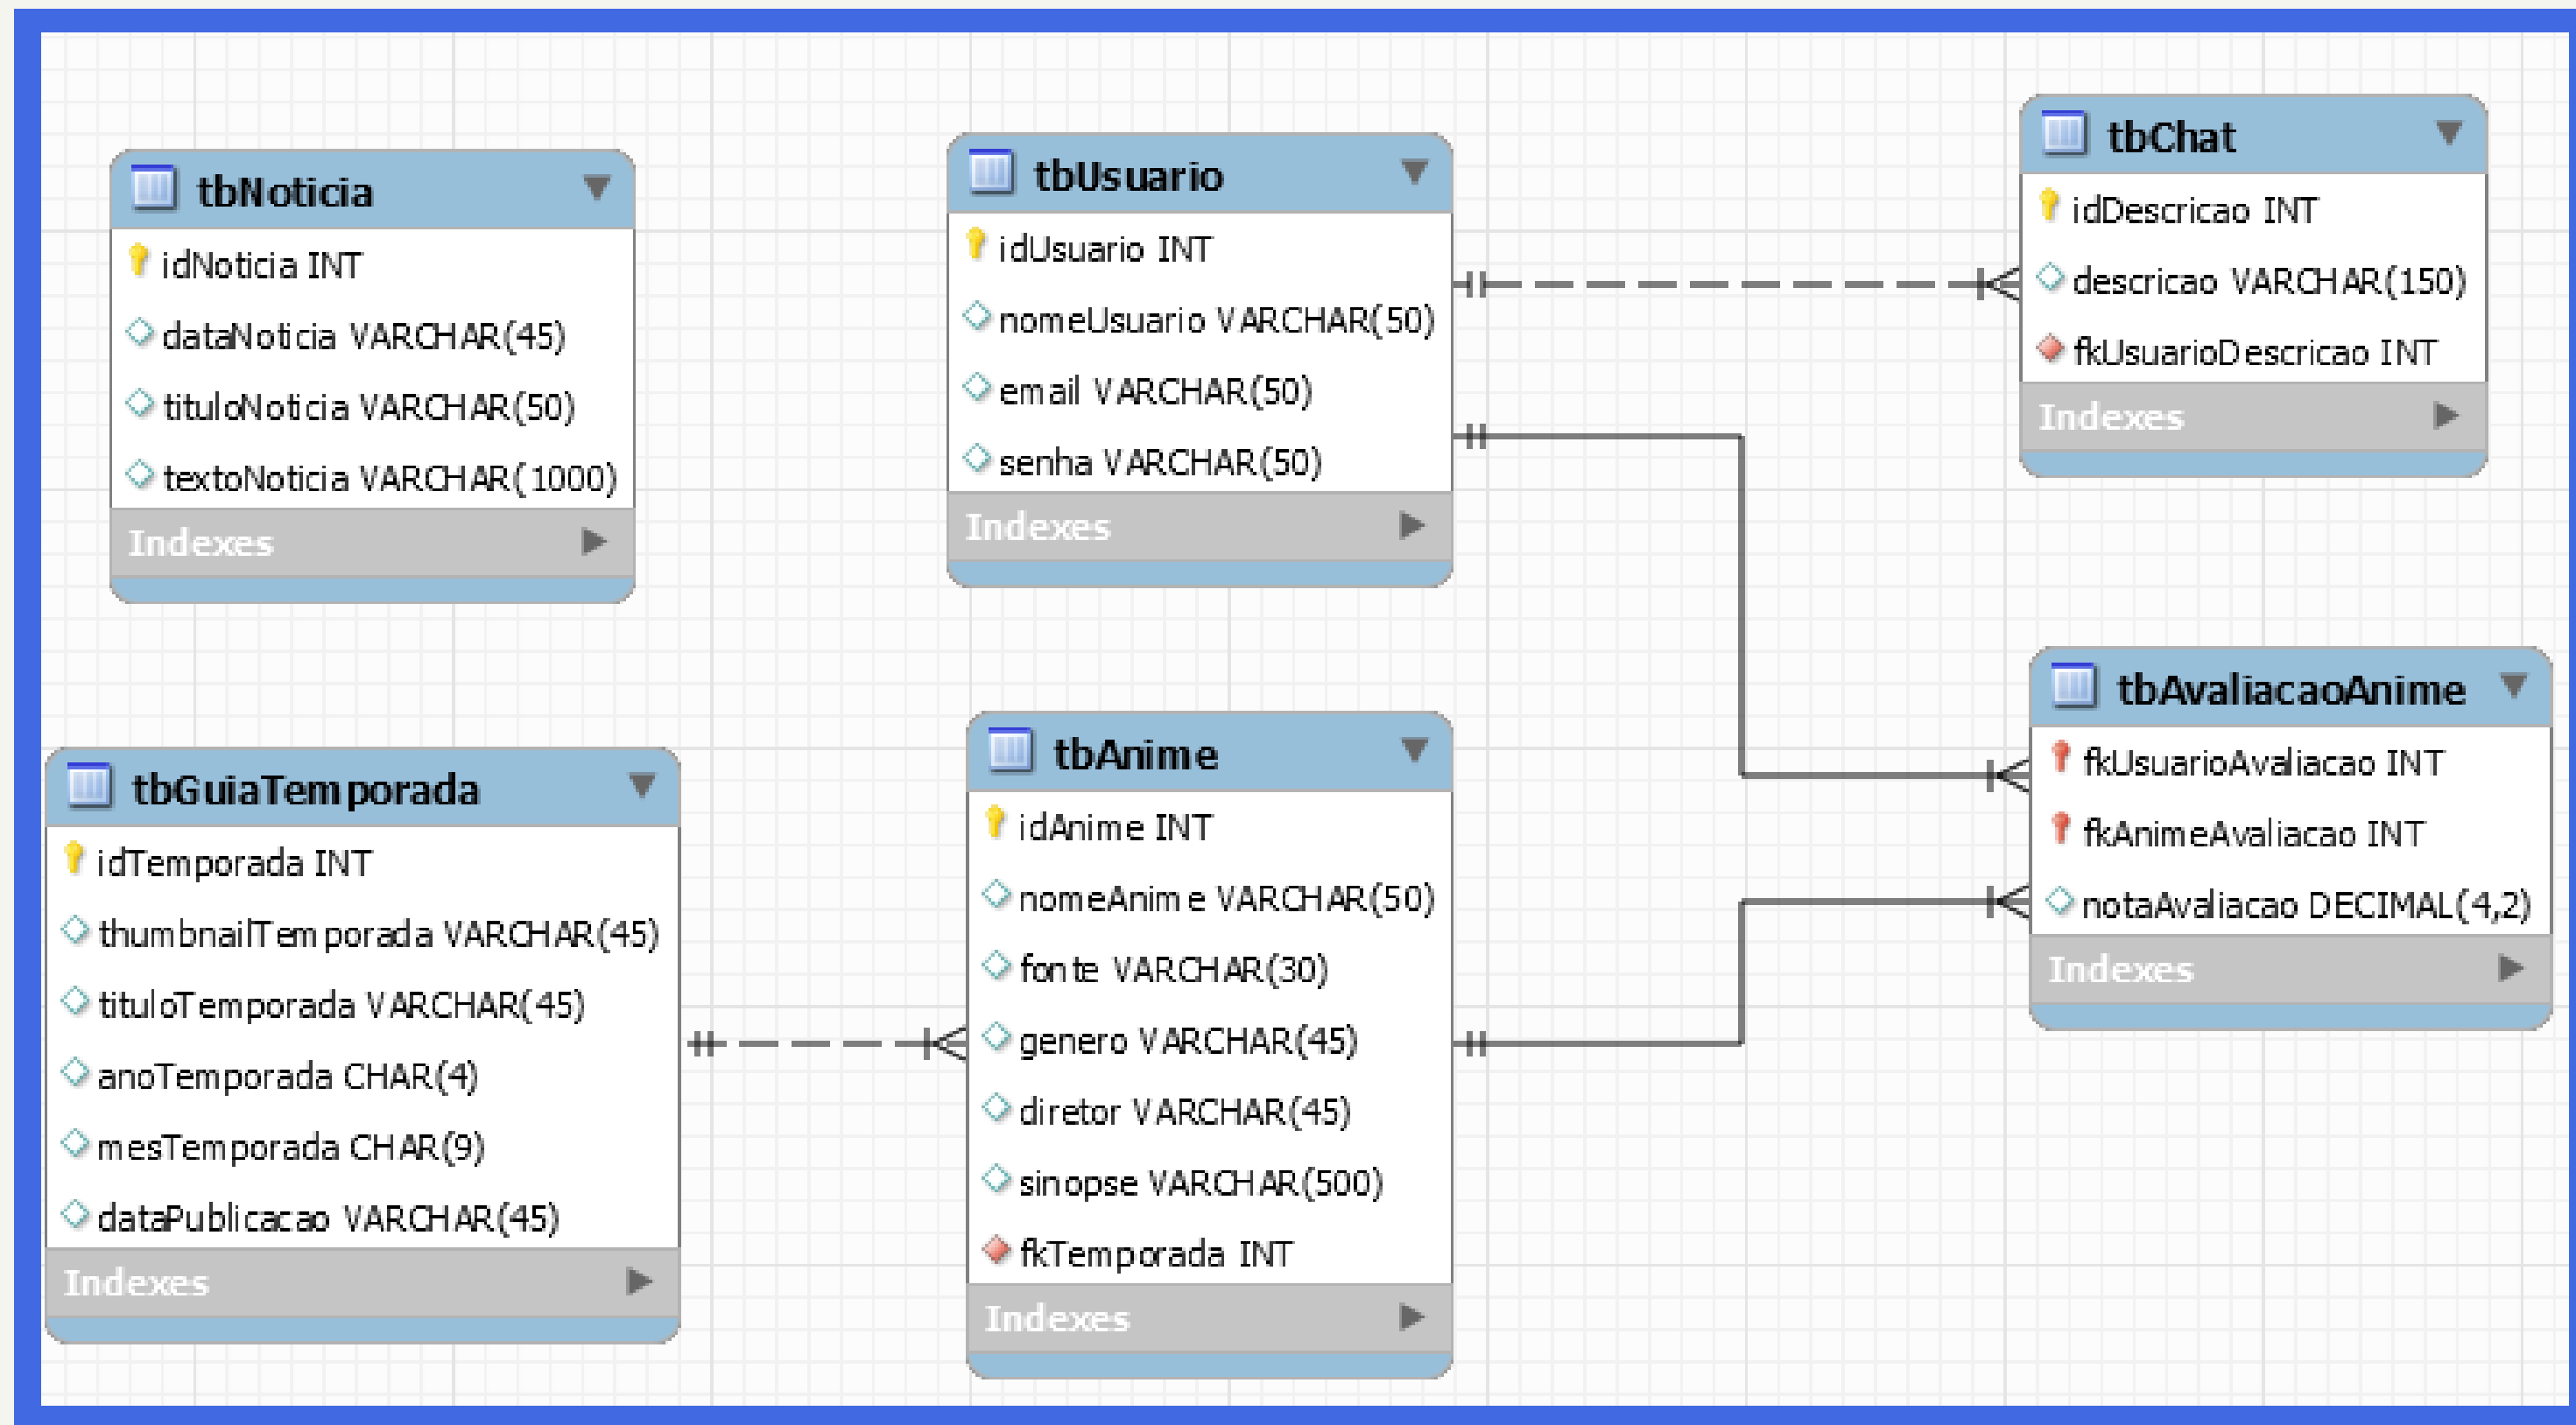 tbNoticia
idNoticia INT
dataNoticia VARCHAR(45)
tituloNoticia VARCHAR(50)
textoNoticia VARCHAR(1000)
Indexes
tbUsuario
idUsuario INT
nomeUsuario VARCHAR(50)
email VARCHAR(50)
senha VARCHAR(50)
Indexes
tbChat
idDescricao INT
descricao VARCHAR(150)
fkUsuarioDescricao INT
Indexes
tbGuiaTemporada
idTemporada INT
thumbnailTemporada VARCHAR(45)
tituloTemporada VARCHAR(45)
anoTemporada CHAR(4)
mesTemporada CHAR(9)
dataPublicacao VARCHAR(45)
Indexes
tbAnime
idAnime INT
nomeAnime VARCHAR(50)
fonte VARCHAR(30)
genero VARCHAR(45)
diretor VARCHAR(45)
sinopse VARCHAR(500)
fkTemporada INT
Indexes
tbAvaliacaoAnime
fkUsuarioAvaliacao INT
fkAnimeAvaliacao INT
notaAvaliacao DECIMAL(4,2)
Indexes